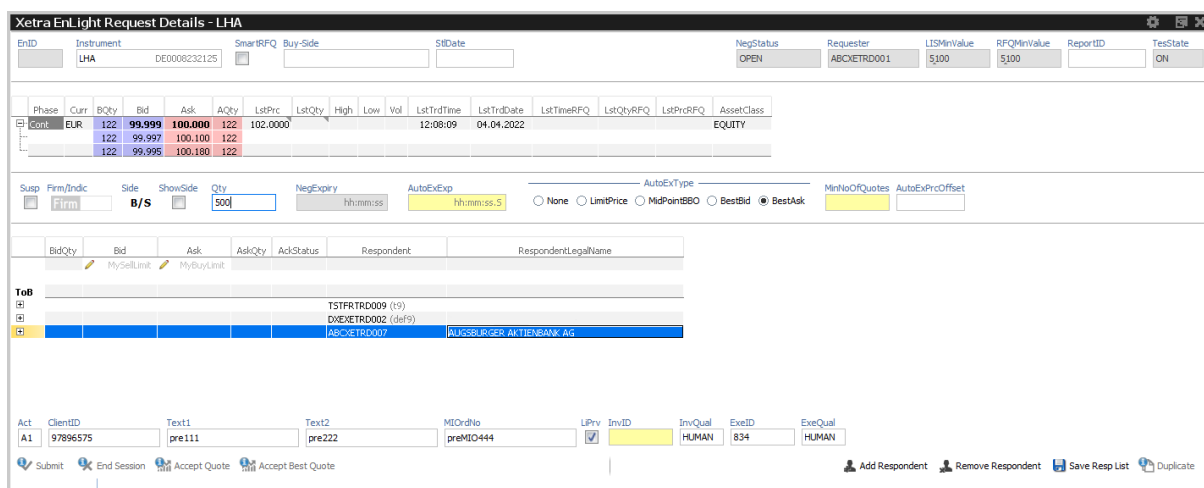 Xetra EnLight Request Details - LHA
EnID Instrument SmartRFQ Buy-Side StlDate NegStatus Requester LISMinValue RFQMinValue ReportID TesState
LHA DE0008232125 OPEN ABCXETRD001 5,100 5,100 ON
Phase Curr BQty Bid Ask AQty LstPrc LstQty High Low Vol LstTrdTime LstTrdDate LstTimeRFQ LstQtyRFQ LstPrcRFQ AssetClass
Cont EUR 122 99.999 100.000 122 102.0000 12:08:09 04.04.2022 EQUITY
122 99.997 100.100 122
122 99.995 100.180 122
AutoExType
Susp Firm/Indic Side ShowSide Qty NegExpiry AutoExExp MinNoOfQuotes AutoExPrcOffset
Firm B/S 500 hh:mm:ss hh:mm:ss.S None LimitPrice MidPointBBO BestBid BestAsk
BidQty Bid Ask AskQty AckStatus Respondent RespondentLegalName
MySellLimit MyBuyLimit
ToB
TSTFRTRD009 (t9)
DXEXETRD002 (def9)
ABCXETRD007 AUGSBURGER AKTIENBANK AG
Act ClientID Text1 Text2 MIOrdNo LiPrv InvID InvQual ExeID ExeQual
A1 97896575 pre111 pre222 preMIO444 HUMAN 834 HUMAN
Submit End Session Accept Quote Accept Best Quote Add Respondent Remove Respondent Save Resp List Duplicate